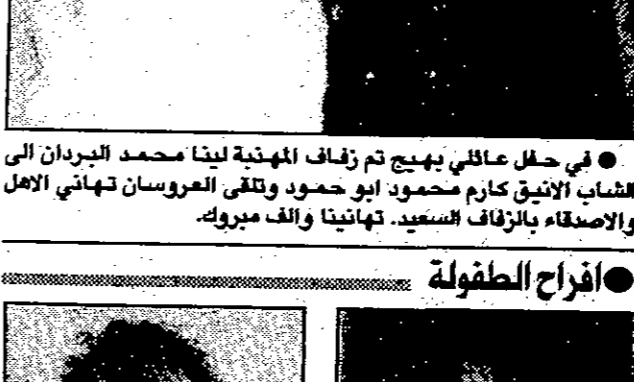 ● في حفل عائلي بهيج تم زفاف المهذبة لينا محمد البردان الى
الشاب الانيق كارم محمود ابو حمود وتلقى العروسان تهاني الاهل
والاصدقاء بالزفاف السعيد. تهانينا والف مبروك.
●افراح الطفولة